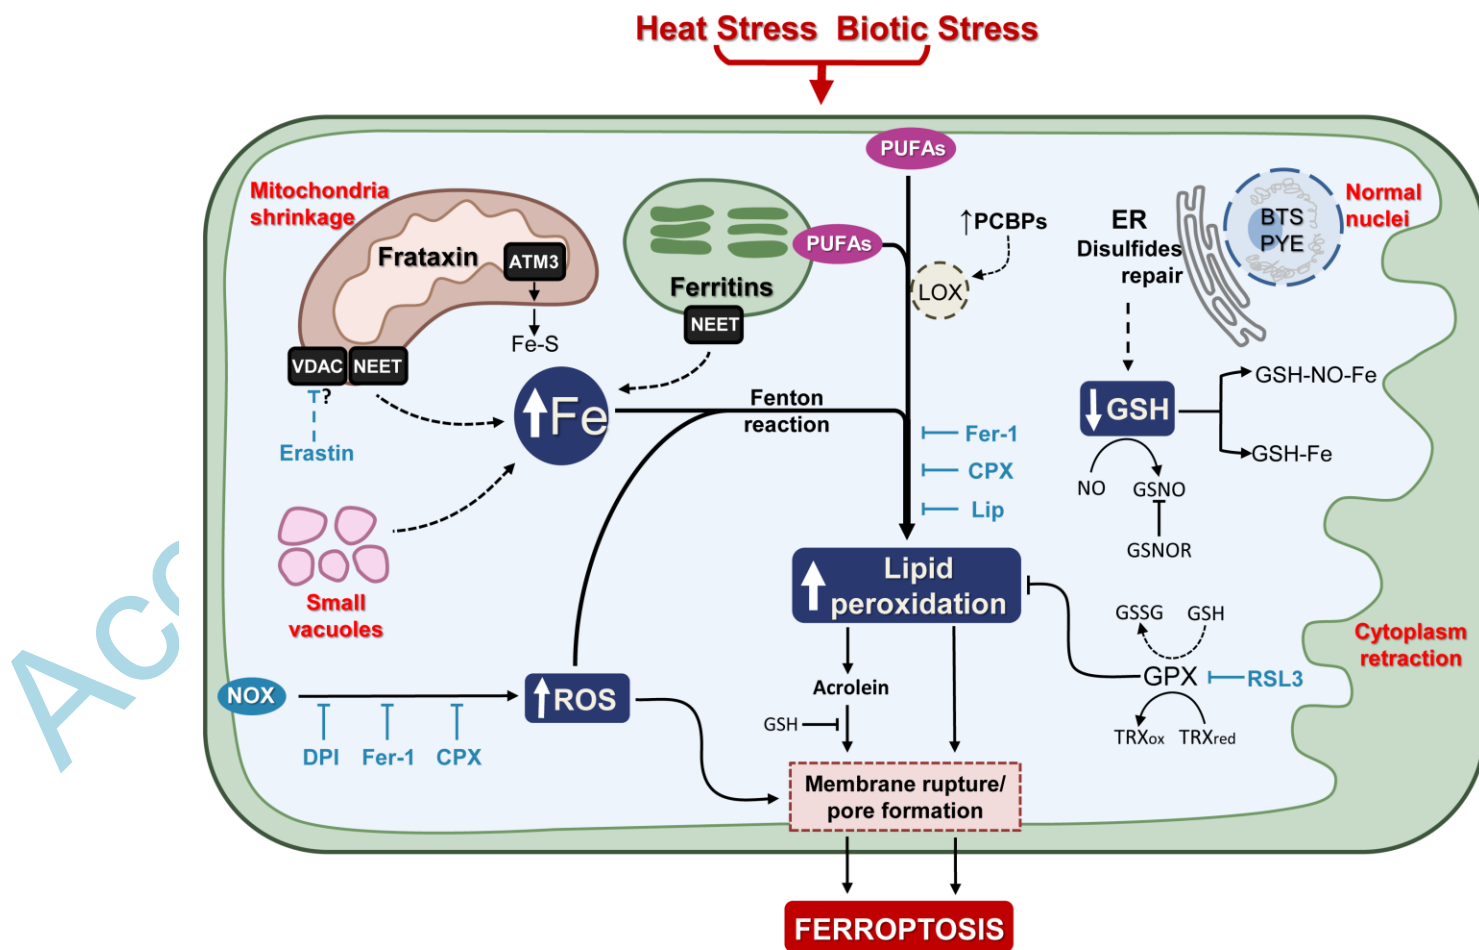 Heat Stress Biotic Stress
PUFAs
Mitochondria
shrinkage
Frataxin
ATM3
Fe-S
VDAC
NEET
?
Erastin
PUFAs
Ferritins
NEET
↑PCBPs
LOX
ER
Disulfides
repair
BTS
PYE
Normal
nuclei
↑Fe
Fenton
reaction
Fer-1
CPX
Lip
↓GSH
GSH-NO-Fe
GSH-Fe
NO
GSNO
GSNOR
Small
vacuoles
↑Lipid
peroxidation
GSSG
GSH
GPX
RSL3
TRXox
TRXred
Cytoplasm
retraction
NOX
DPI
Fer-1
CPX
↑ROS
Acrolein
GSH
Membrane rupture/
pore formation
FERROPTOSIS
Acc